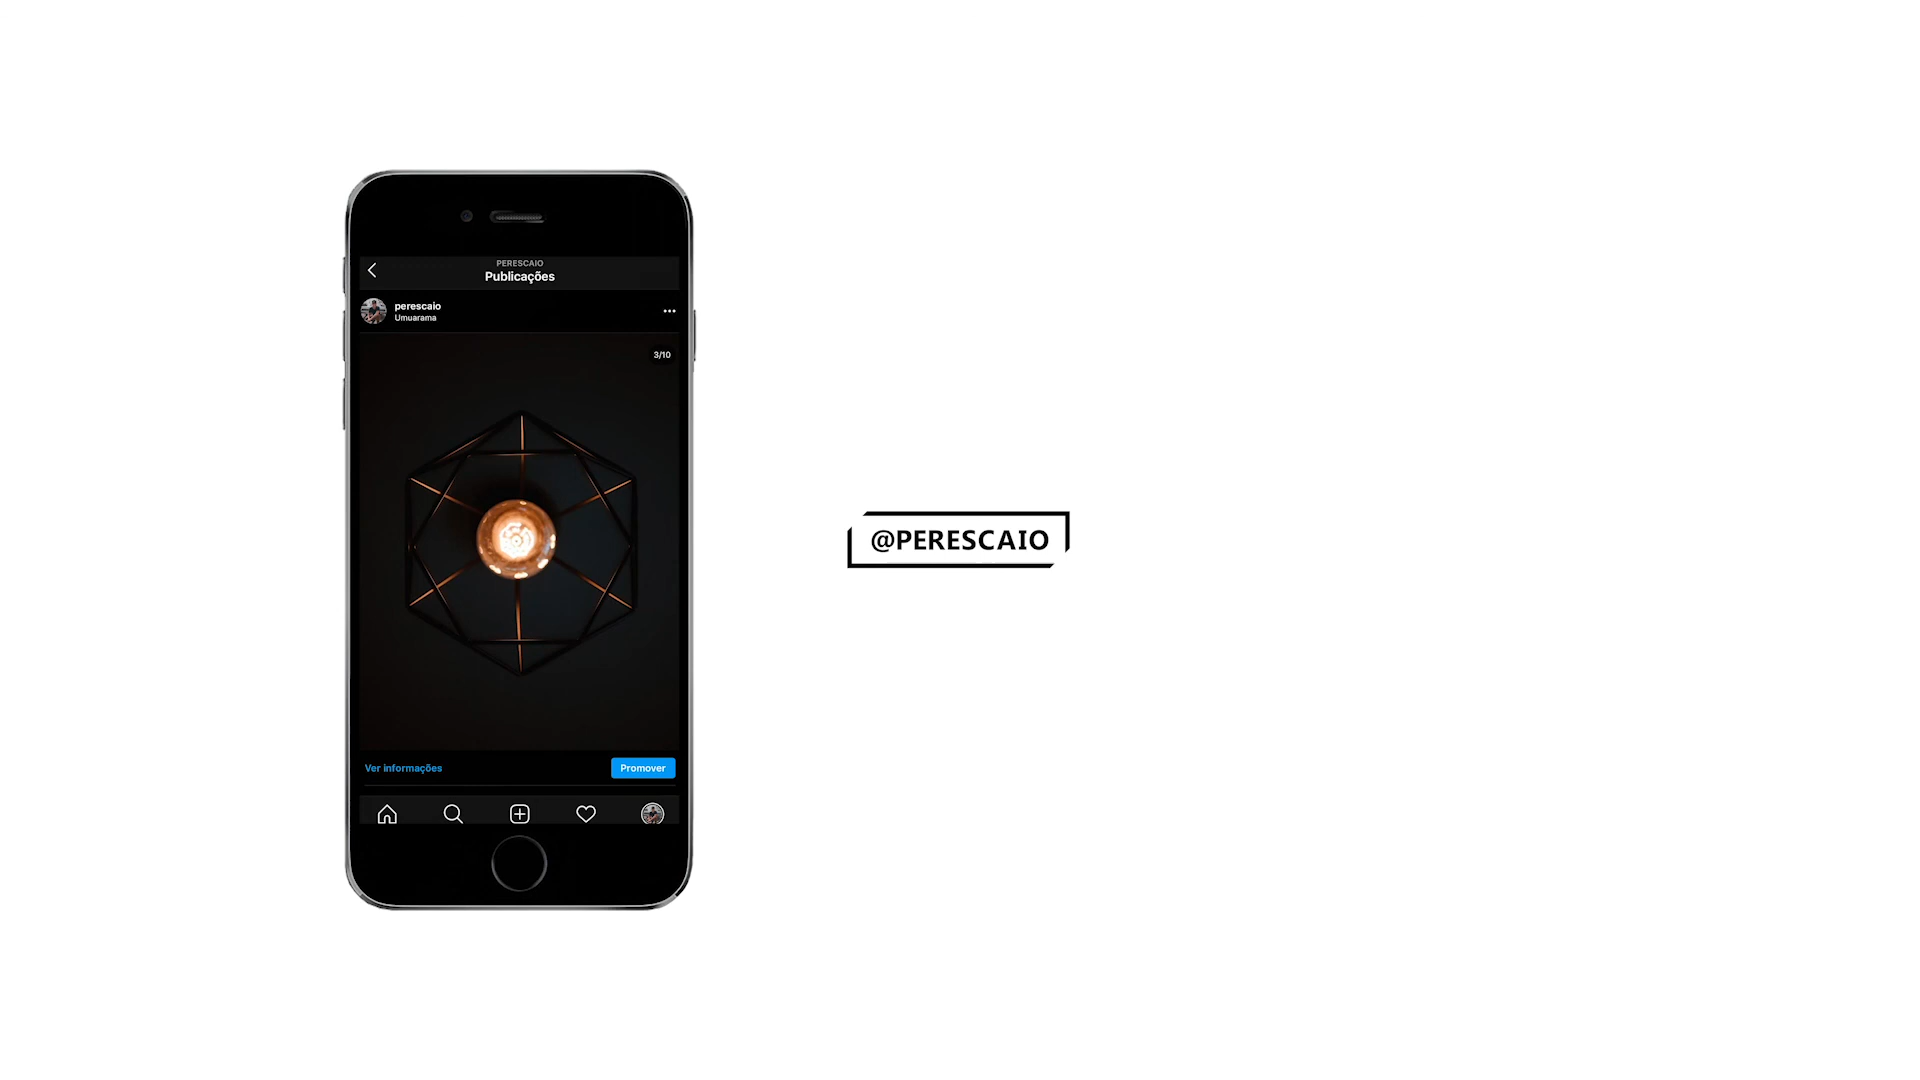 PERESCAIO
Publicações
perescaio
Umuarama
3/10
Ver informações
Promover
@PERESCAIO